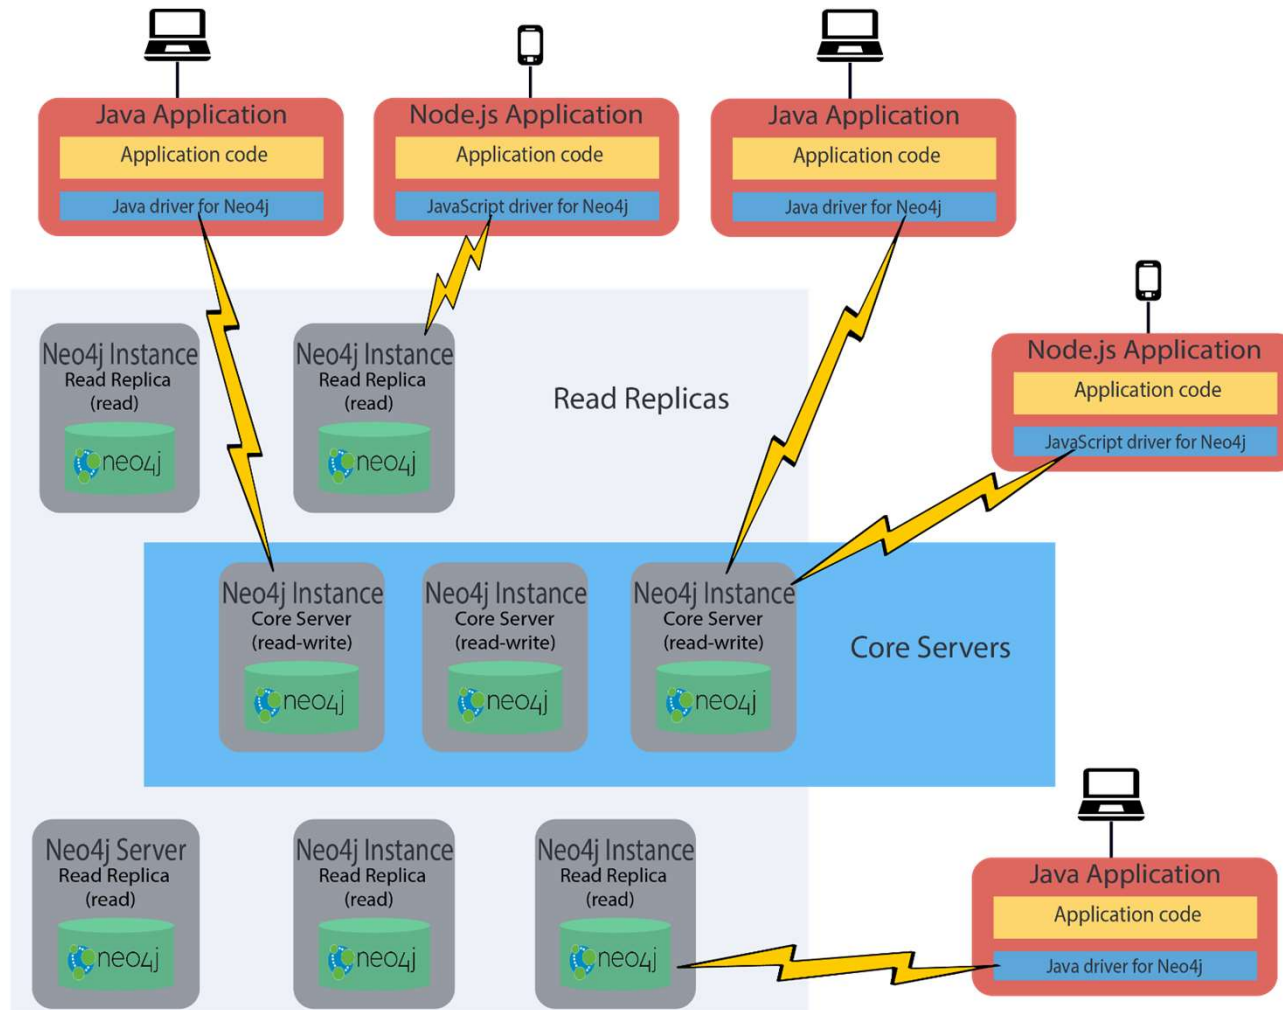 Java Application
Application code
Java driver for Neo4j
Node.js Application
Application code
JavaScript driver for Neo4j
Java Application
Application code
Java driver for Neo4j
Node.js Application
Application code
JavaScript driver for Neo4j
Neo4j Instance
Read Replica
(read)
neo4j
Neo4j Instance
Read Replica
(read)
neo4j
Read Replicas
Neo4j Instance
Core Server
(read-write)
neo4j
Neo4j Instance
Core Server
(read-write)
neo4j
Neo4j Instance
Core Server
(read-write)
neo4j
Core Servers
Neo4j Server
Read Replica
(read)
neo4j
Neo4j Instance
Read Replica
(read)
neo4j
Neo4j Instance
Read Replica
(read)
neo4j
Java Application
Application code
Java driver for Neo4j